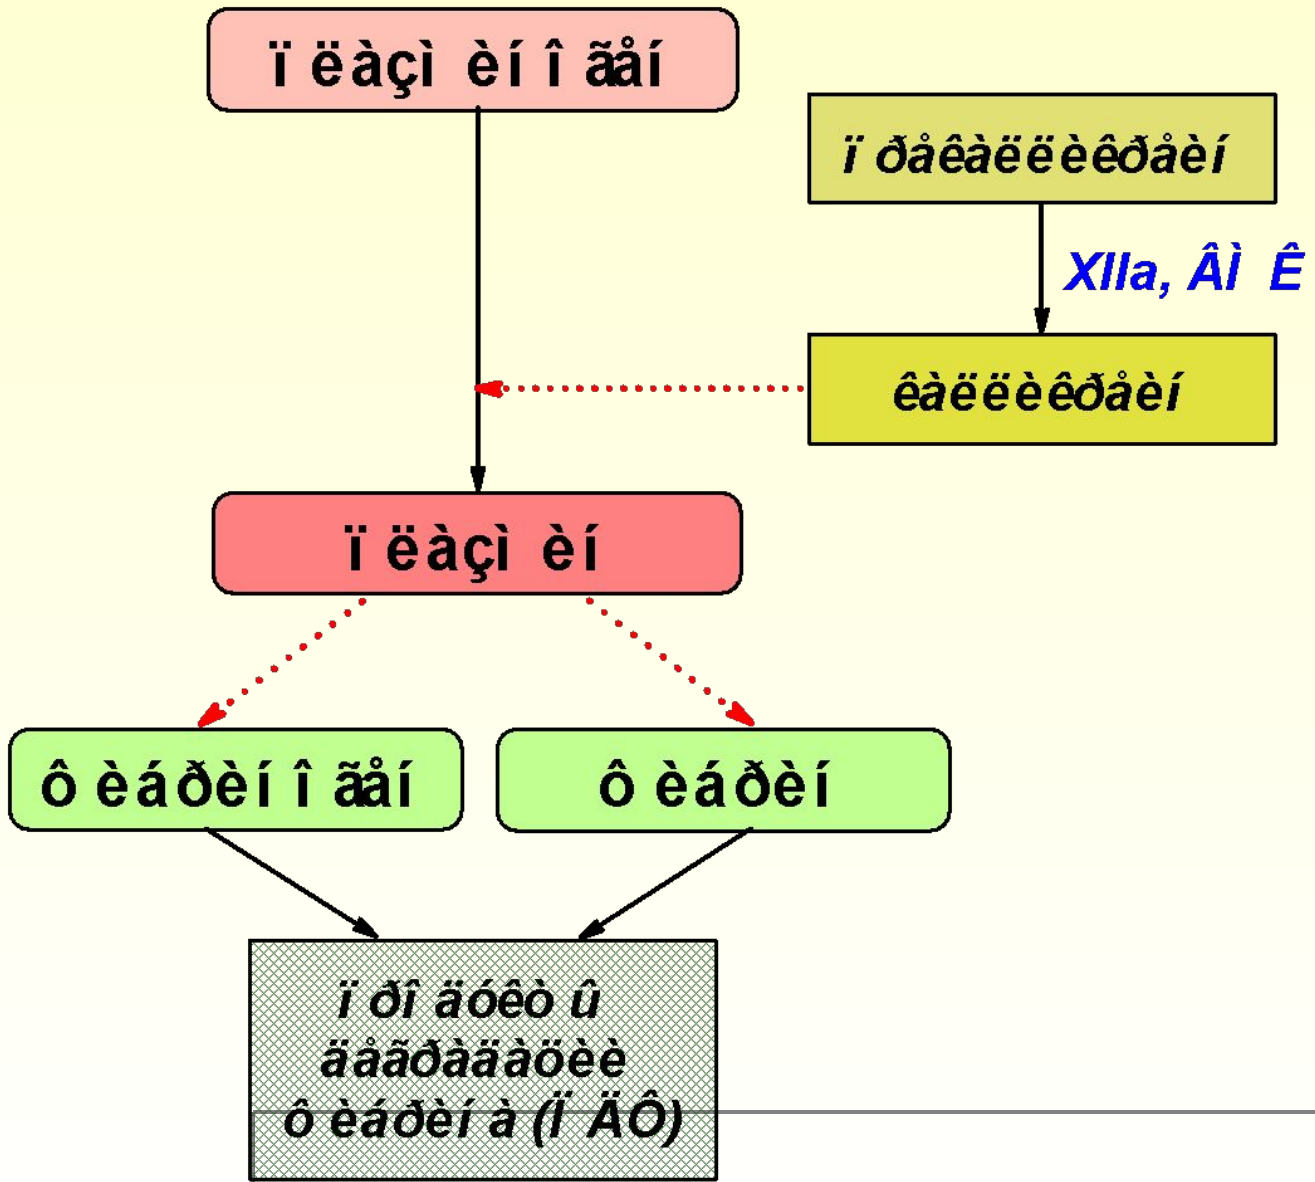 ï ëàçì èí î ãåí
ï ðåêàëëèêðåèí
XIIa, ÂÌ Ê
êàëëèêðåèí
ï ëàçì èí
ô èáðèí î ãåí
ô èáðèí
ï ðî äóêò û
äåãðàäàöèè
ô èáðèí à (Ï ÄÔ)